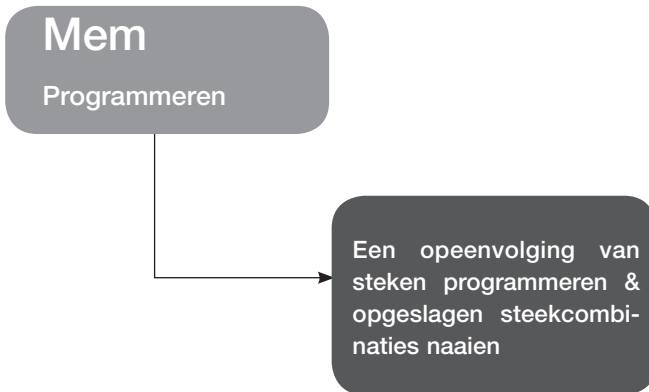 Mem
Programmeren
Een opeenvolging van
steken programmeren &
opgeslagen steekcombi-
naties naaien